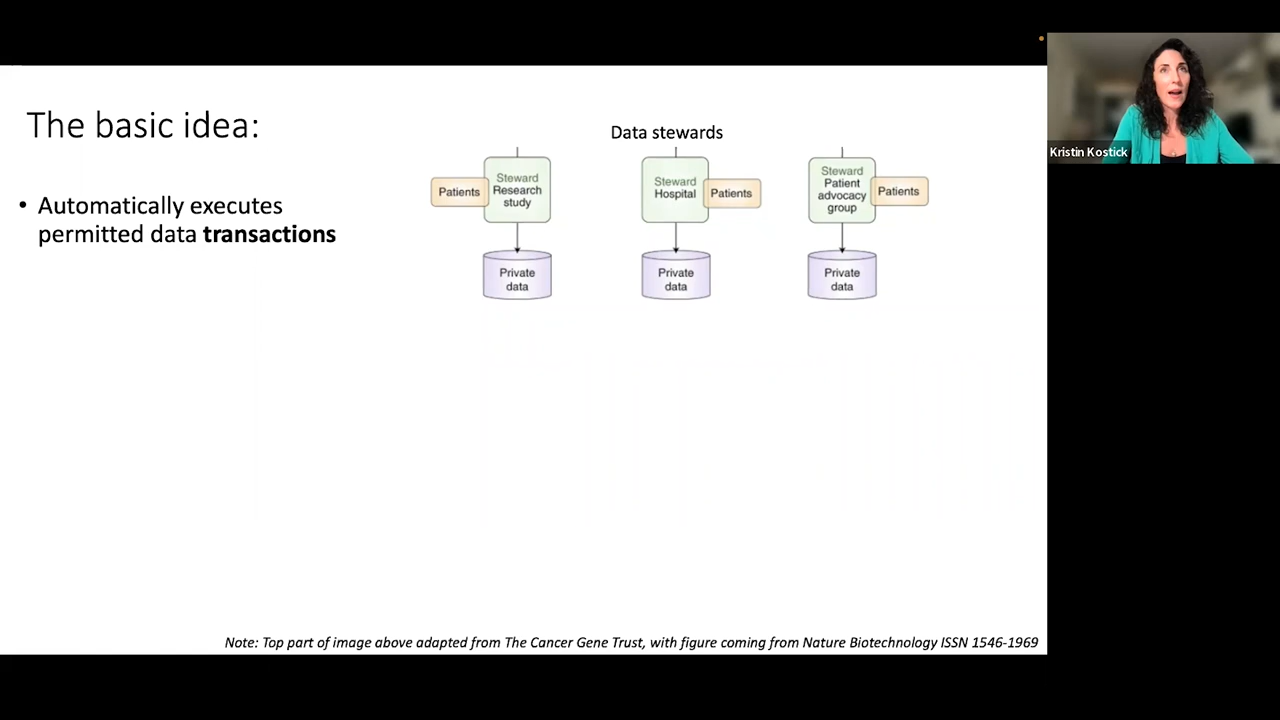 The basic idea:
• Automatically executes
permitted data transactions
Data stewards
Patients
Steward
Research
study
Private
data
Steward
Hospital
Patients
Private
data
Steward
Patient
advocacy
group
Patients
Private
data
Note: Top part of image above adapted from The Cancer Gene Trust, with figure coming from Nature Biotechnology ISSN 1546-1969
Kristin Kostick